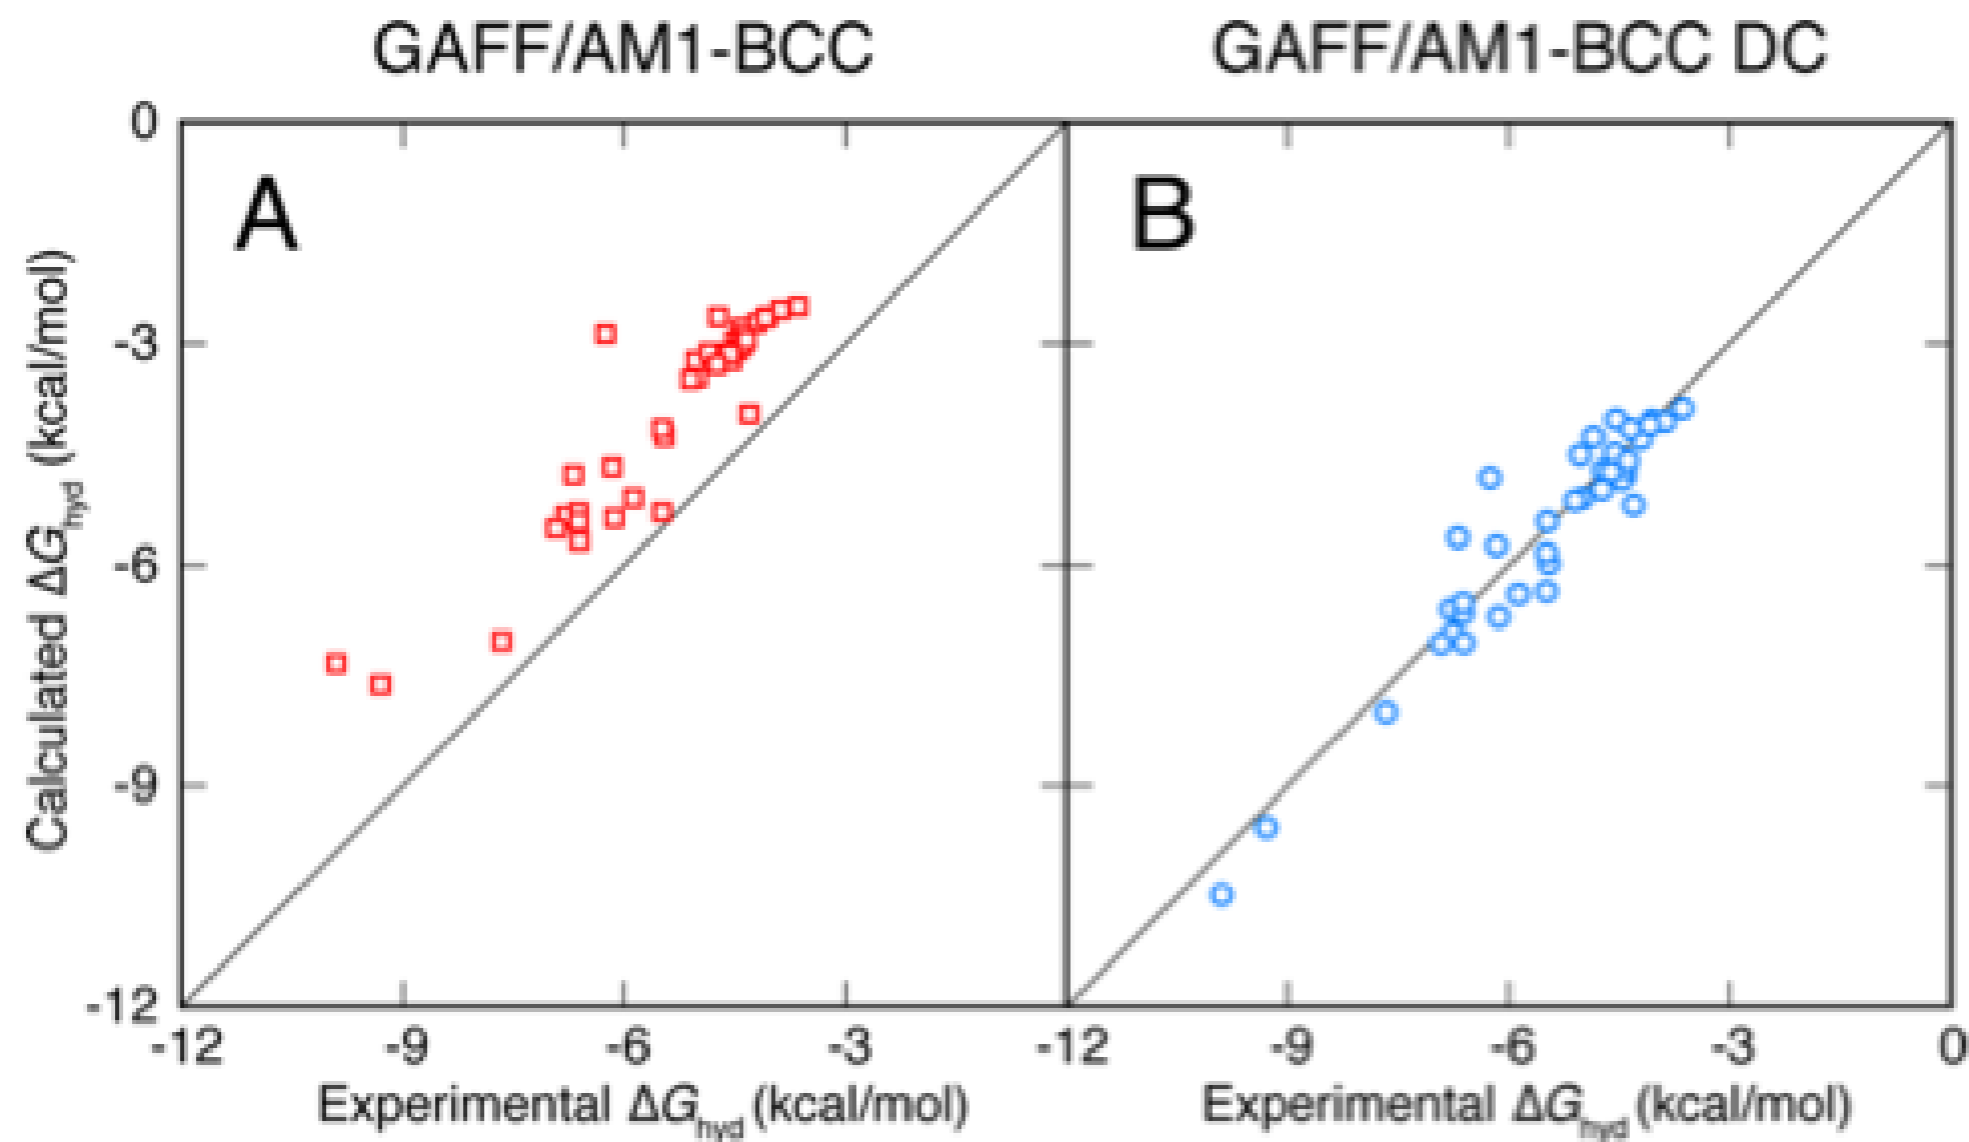 GAFF/AM1-BCC
GAFF/AM1-BCC DC
A
B
0
-3
-6
-9
-12
Calculated ΔGhyd (kcal/mol)
-12 -9 -6 -3 -12 -9 -6 -3 0
Experimental ΔGhyd (kcal/mol)
Experimental ΔGhyd (kcal/mol)